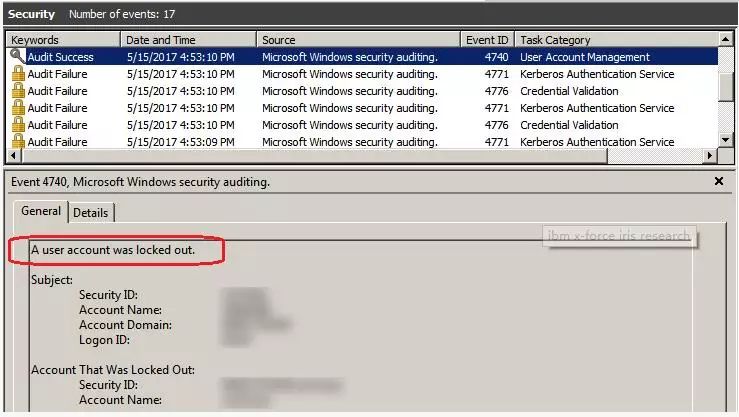 Security Number of events: 17
Keywords Date and Time Source Event ID Task Category
Audit Success 5/15/2017 4:53:10 PM Microsoft Windows security auditing. 4740 User Account Management
Audit Failure 5/15/2017 4:53:10 PM Microsoft Windows security auditing. 4771 Kerberos Authentication Service
Audit Failure 5/15/2017 4:53:10 PM Microsoft Windows security auditing. 4776 Credential Validation
Audit Failure 5/15/2017 4:53:10 PM Microsoft Windows security auditing. 4771 Kerberos Authentication Service
Audit Failure 5/15/2017 4:53:10 PM Microsoft Windows security auditing. 4776 Credential Validation
Audit Failure 5/15/2017 4:53:09 PM Microsoft Windows security auditing. 4771 Kerberos Authentication Service
Event 4740, Microsoft Windows security auditing.
General Details
ibm x-force iris research
A user account was locked out.
Subject:
Security ID:
Account Name:
Account Domain:
Logon ID:
Account That Was Locked Out:
Security ID:
Account Name: